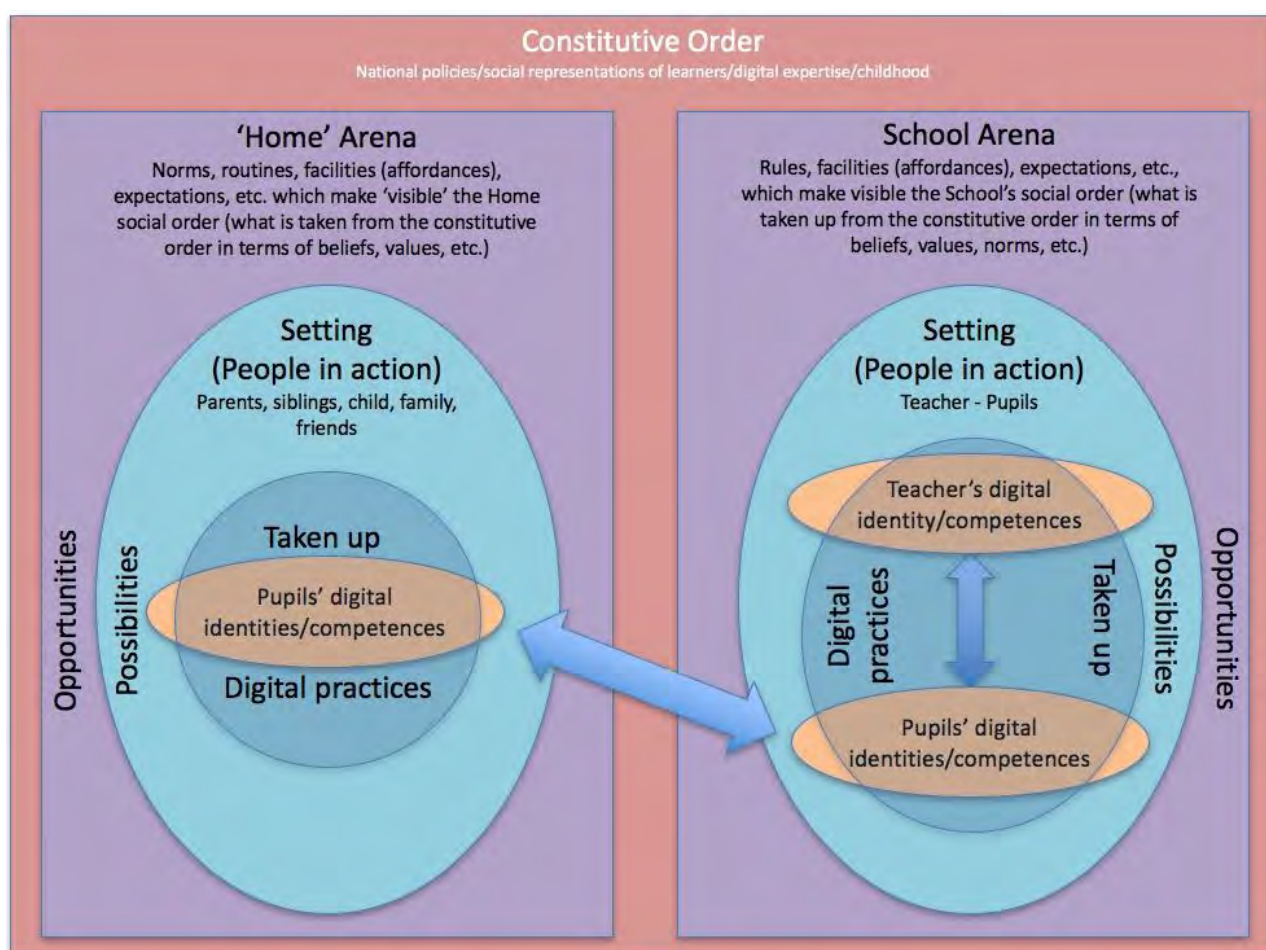 Constitutive Order
National policies/social representations of learners/digital expertise/childhood
‘Home’ Arena
Norms, routines, facilities (affordances),
expectations, etc. which make ‘visible’ the Home
social order (what is taken from the constitutive
order in terms of beliefs, values, etc.)
Setting
(People in action)
Parents, siblings, child, family,
friends
Opportunities
Possibilities
Taken up
Pupils’ digital
identities/competences
Digital practices
School Arena
Rules, facilities (affordances), expectations, etc.,
which make visible the School’s social order (what is
taken up from the constitutive order in terms of
beliefs, values, norms, etc.)
Setting
(People in action)
Teacher - Pupils
Teacher’s digital
identity/competences
Digital
practices
Taken up
Possibilities
Opportunities
Pupils’ digital
identities/competences